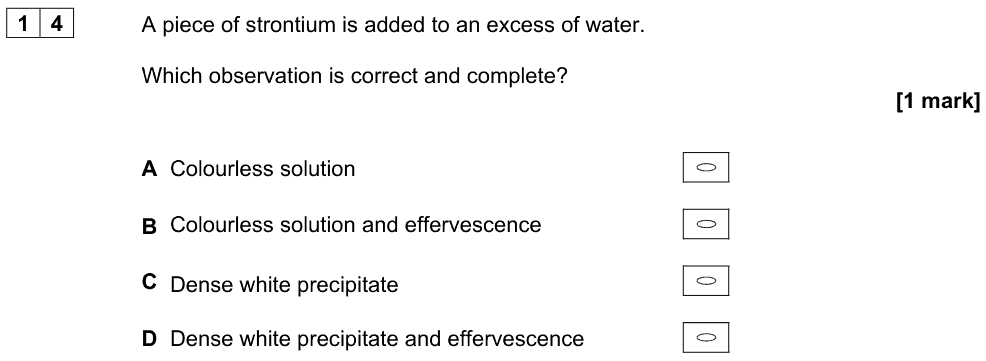 1 4 A piece of strontium is added to an excess of water.
Which observation is correct and complete?
[1 mark]
A Colourless solution
B Colourless solution and effervescence
C Dense white precipitate
D Dense white precipitate and effervescence